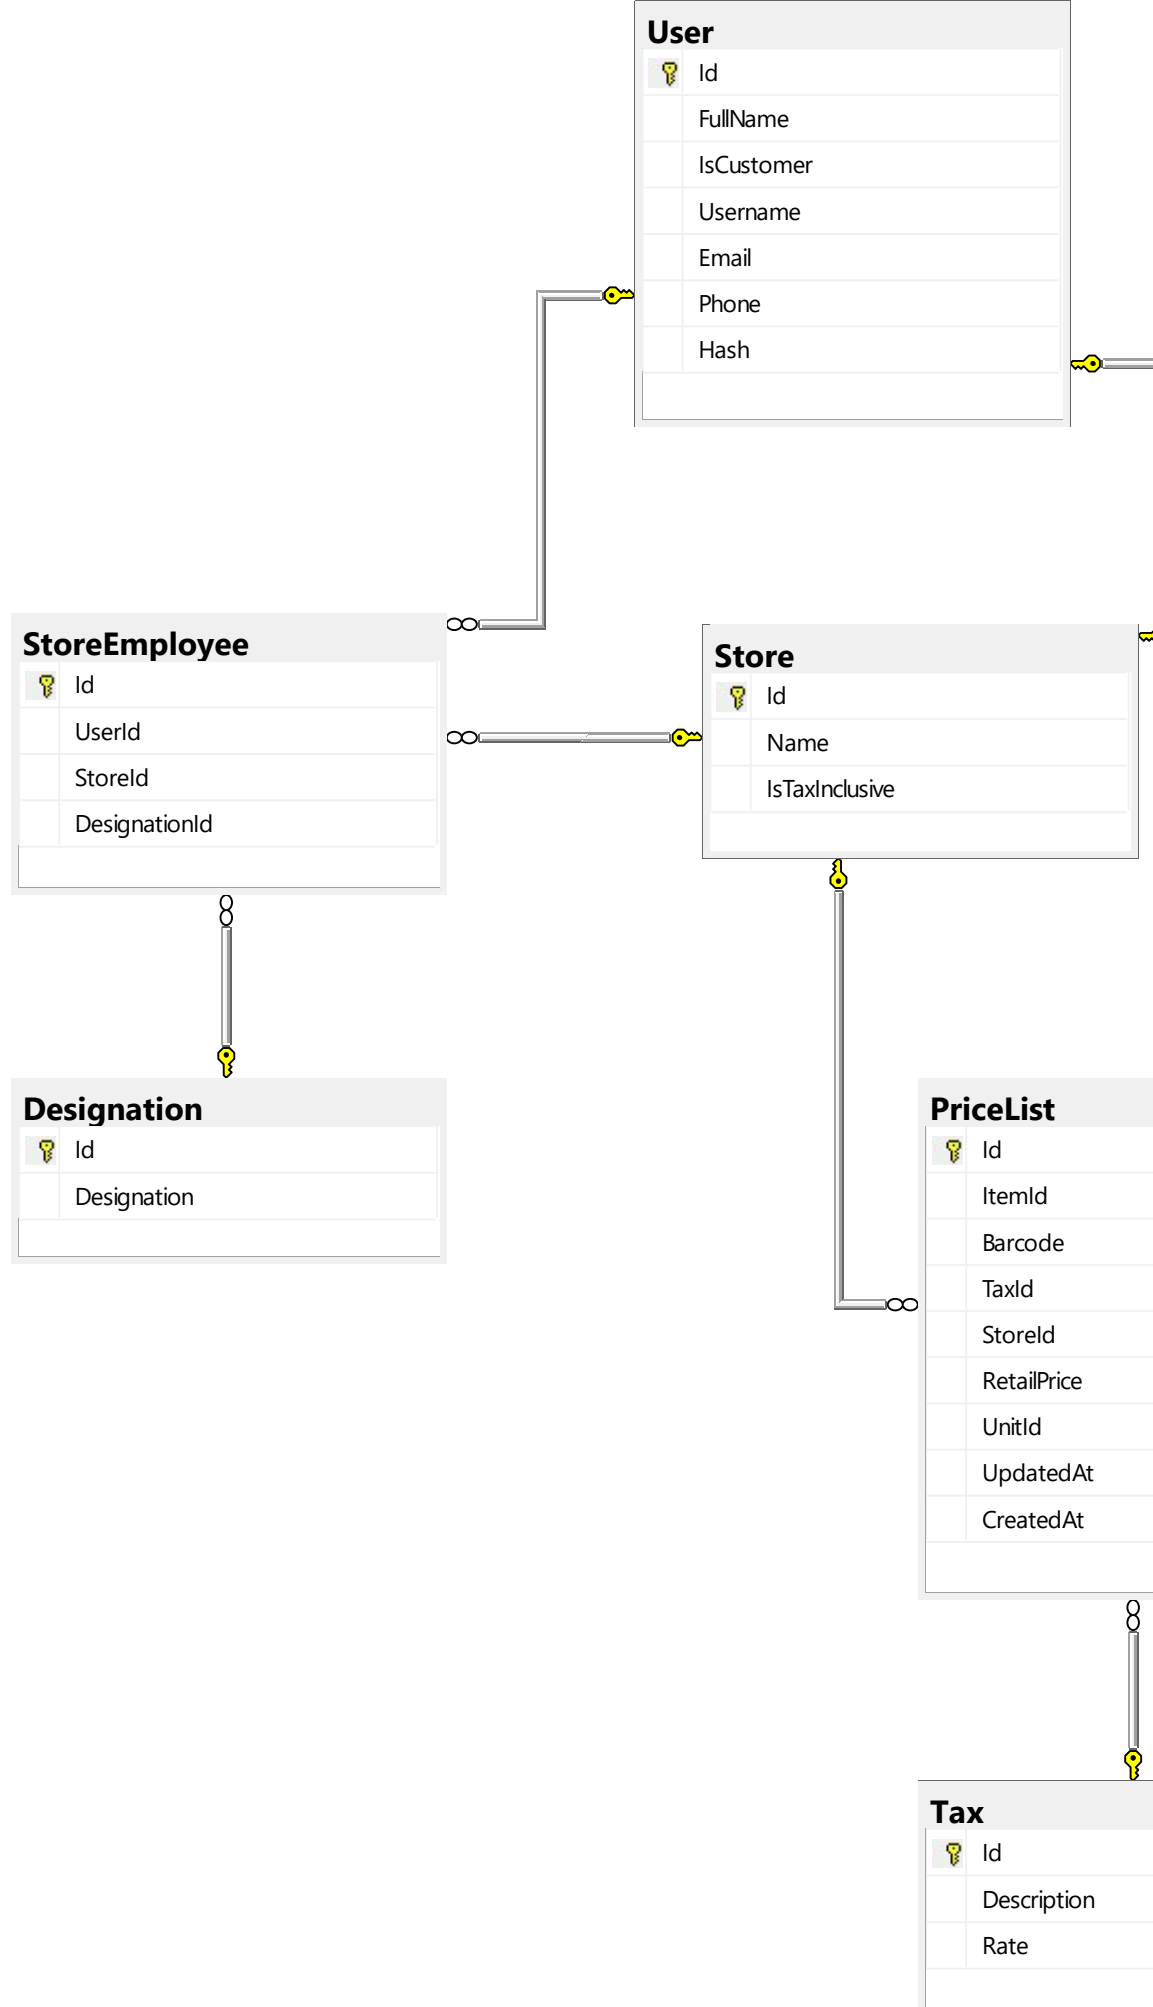 User
Id
FullName
IsCustomer
Username
Email
Phone
Hash
StoreEmployee
Id
UserId
StoreId
DesignationId
Store
Id
Name
IsTaxInclusive
Designation
Id
Designation
PriceList
Id
ItemId
Barcode
TaxId
StoreId
RetailPrice
UnitId
UpdatedAt
CreatedAt
Tax
Id
Description
Rate